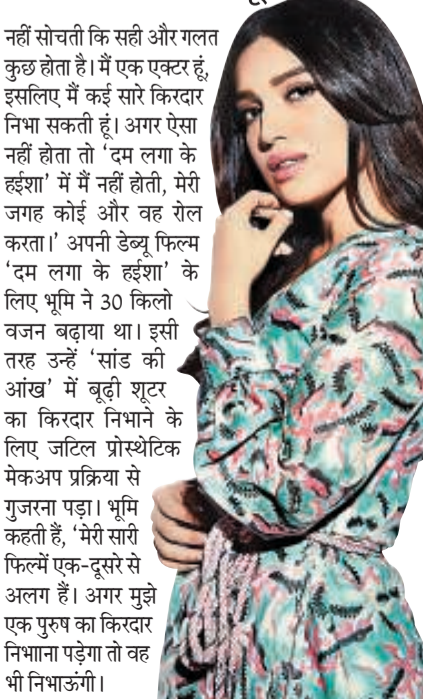 नहीं सोचती कि सही और गलत
कुछ होता है। मैं एक एक्टर हूं,
इसलिए मैं कई सारे किरदार
निभा सकती हूं। अगर ऐसा
नहीं होता तो ‘दम लगा के
हईशा’ में मैं नहीं होती, मेरी
जगह कोई और वह रोल
करता।’ अपनी डेब्यू फिल्म
‘दम लगा के हईशा’ के
लिए भूमि ने 30 किलो
वजन बढ़ाया था। इसी
तरह उन्हें ‘सांड की
आंख’ में बूढ़ी शूटर
का किरदार निभाने के
लिए जटिल प्रोस्थेटिक
मेकअप प्रक्रिया से
गुजरना पड़ा। भूमि
कहती हैं, ‘मेरी सारी
फिल्में एक-दूसरे से
अलग हैं। अगर मुझे
एक पुरुष का किरदार
निभााना पड़ेगा तो वह
भी निभाऊंगी।